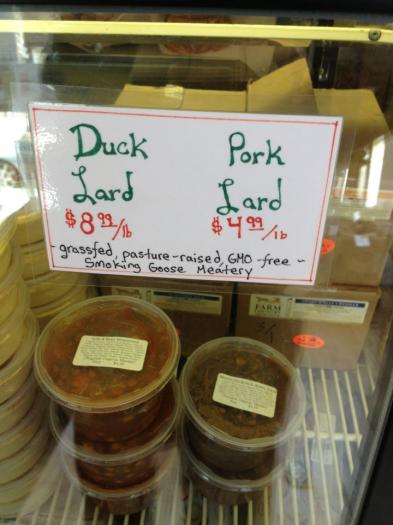 Duck Pork
Lard Lard
$8.99/lb $4.99/lb
- grassfed, pasture-raised, GMO-free -
Smoking Goose Meatery
FARM